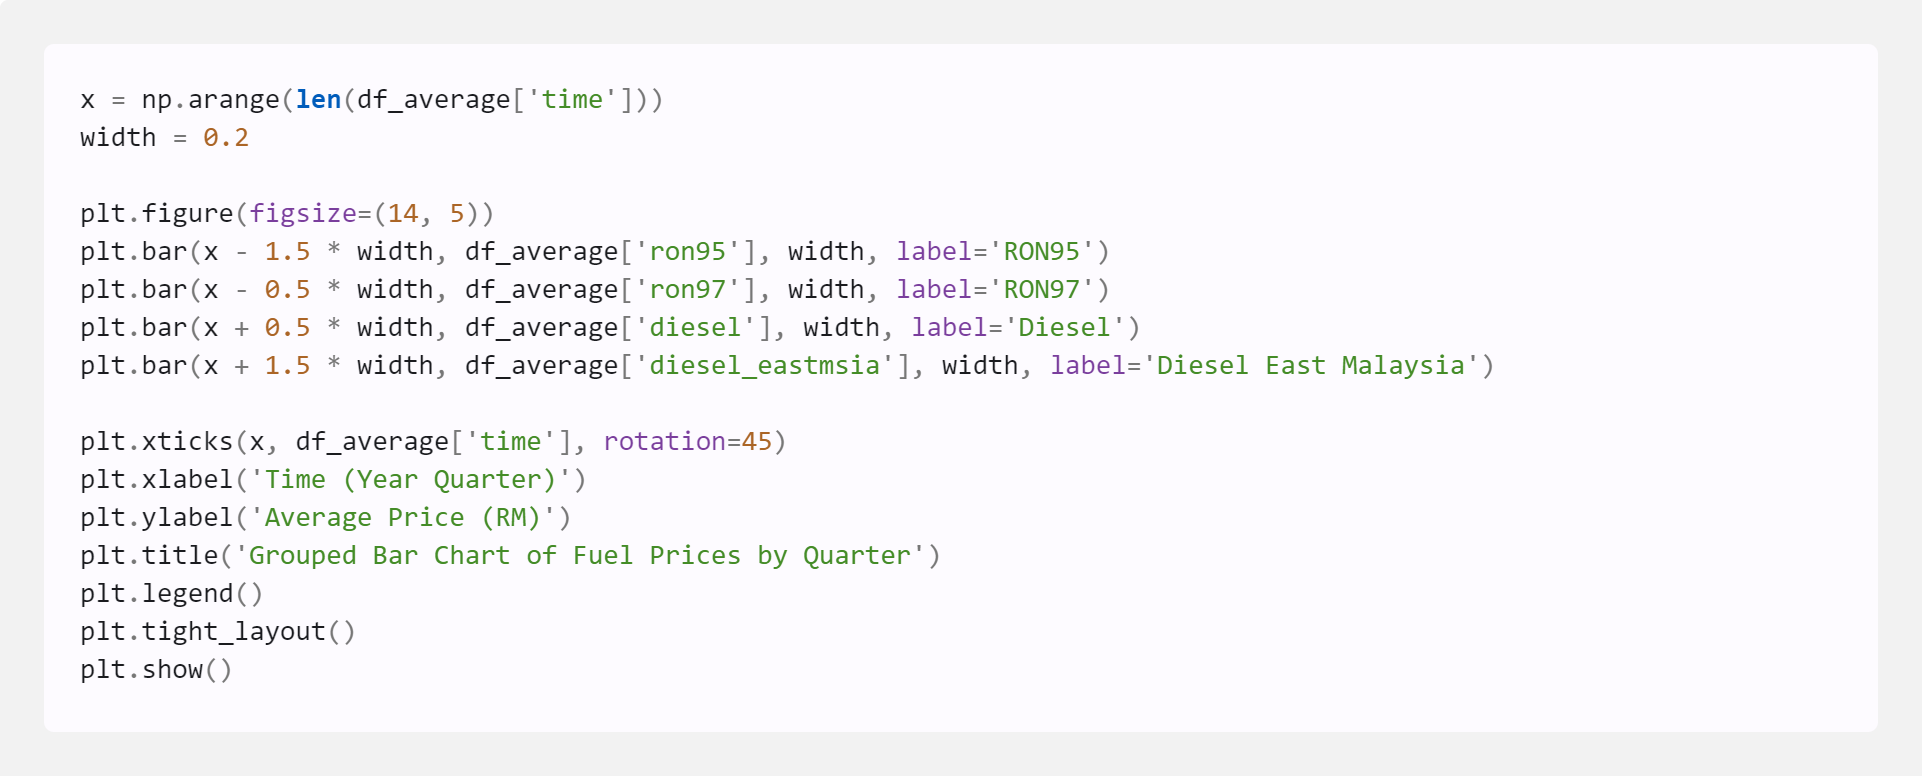 x = np.arange(len(df_average['time']))
width = 0.2

plt.figure(figsize=(14, 5))
plt.bar(x - 1.5 * width, df_average['ron95'], width, label='RON95')
plt.bar(x - 0.5 * width, df_average['ron97'], width, label='RON97')
plt.bar(x + 0.5 * width, df_average['diesel'], width, label='Diesel')
plt.bar(x + 1.5 * width, df_average['diesel_eastmsia'], width, label='Diesel East Malaysia')

plt.xticks(x, df_average['time'], rotation=45)
plt.xlabel('Time (Year Quarter)')
plt.ylabel('Average Price (RM)')
plt.title('Grouped Bar Chart of Fuel Prices by Quarter')
plt.legend()
plt.tight_layout()
plt.show()